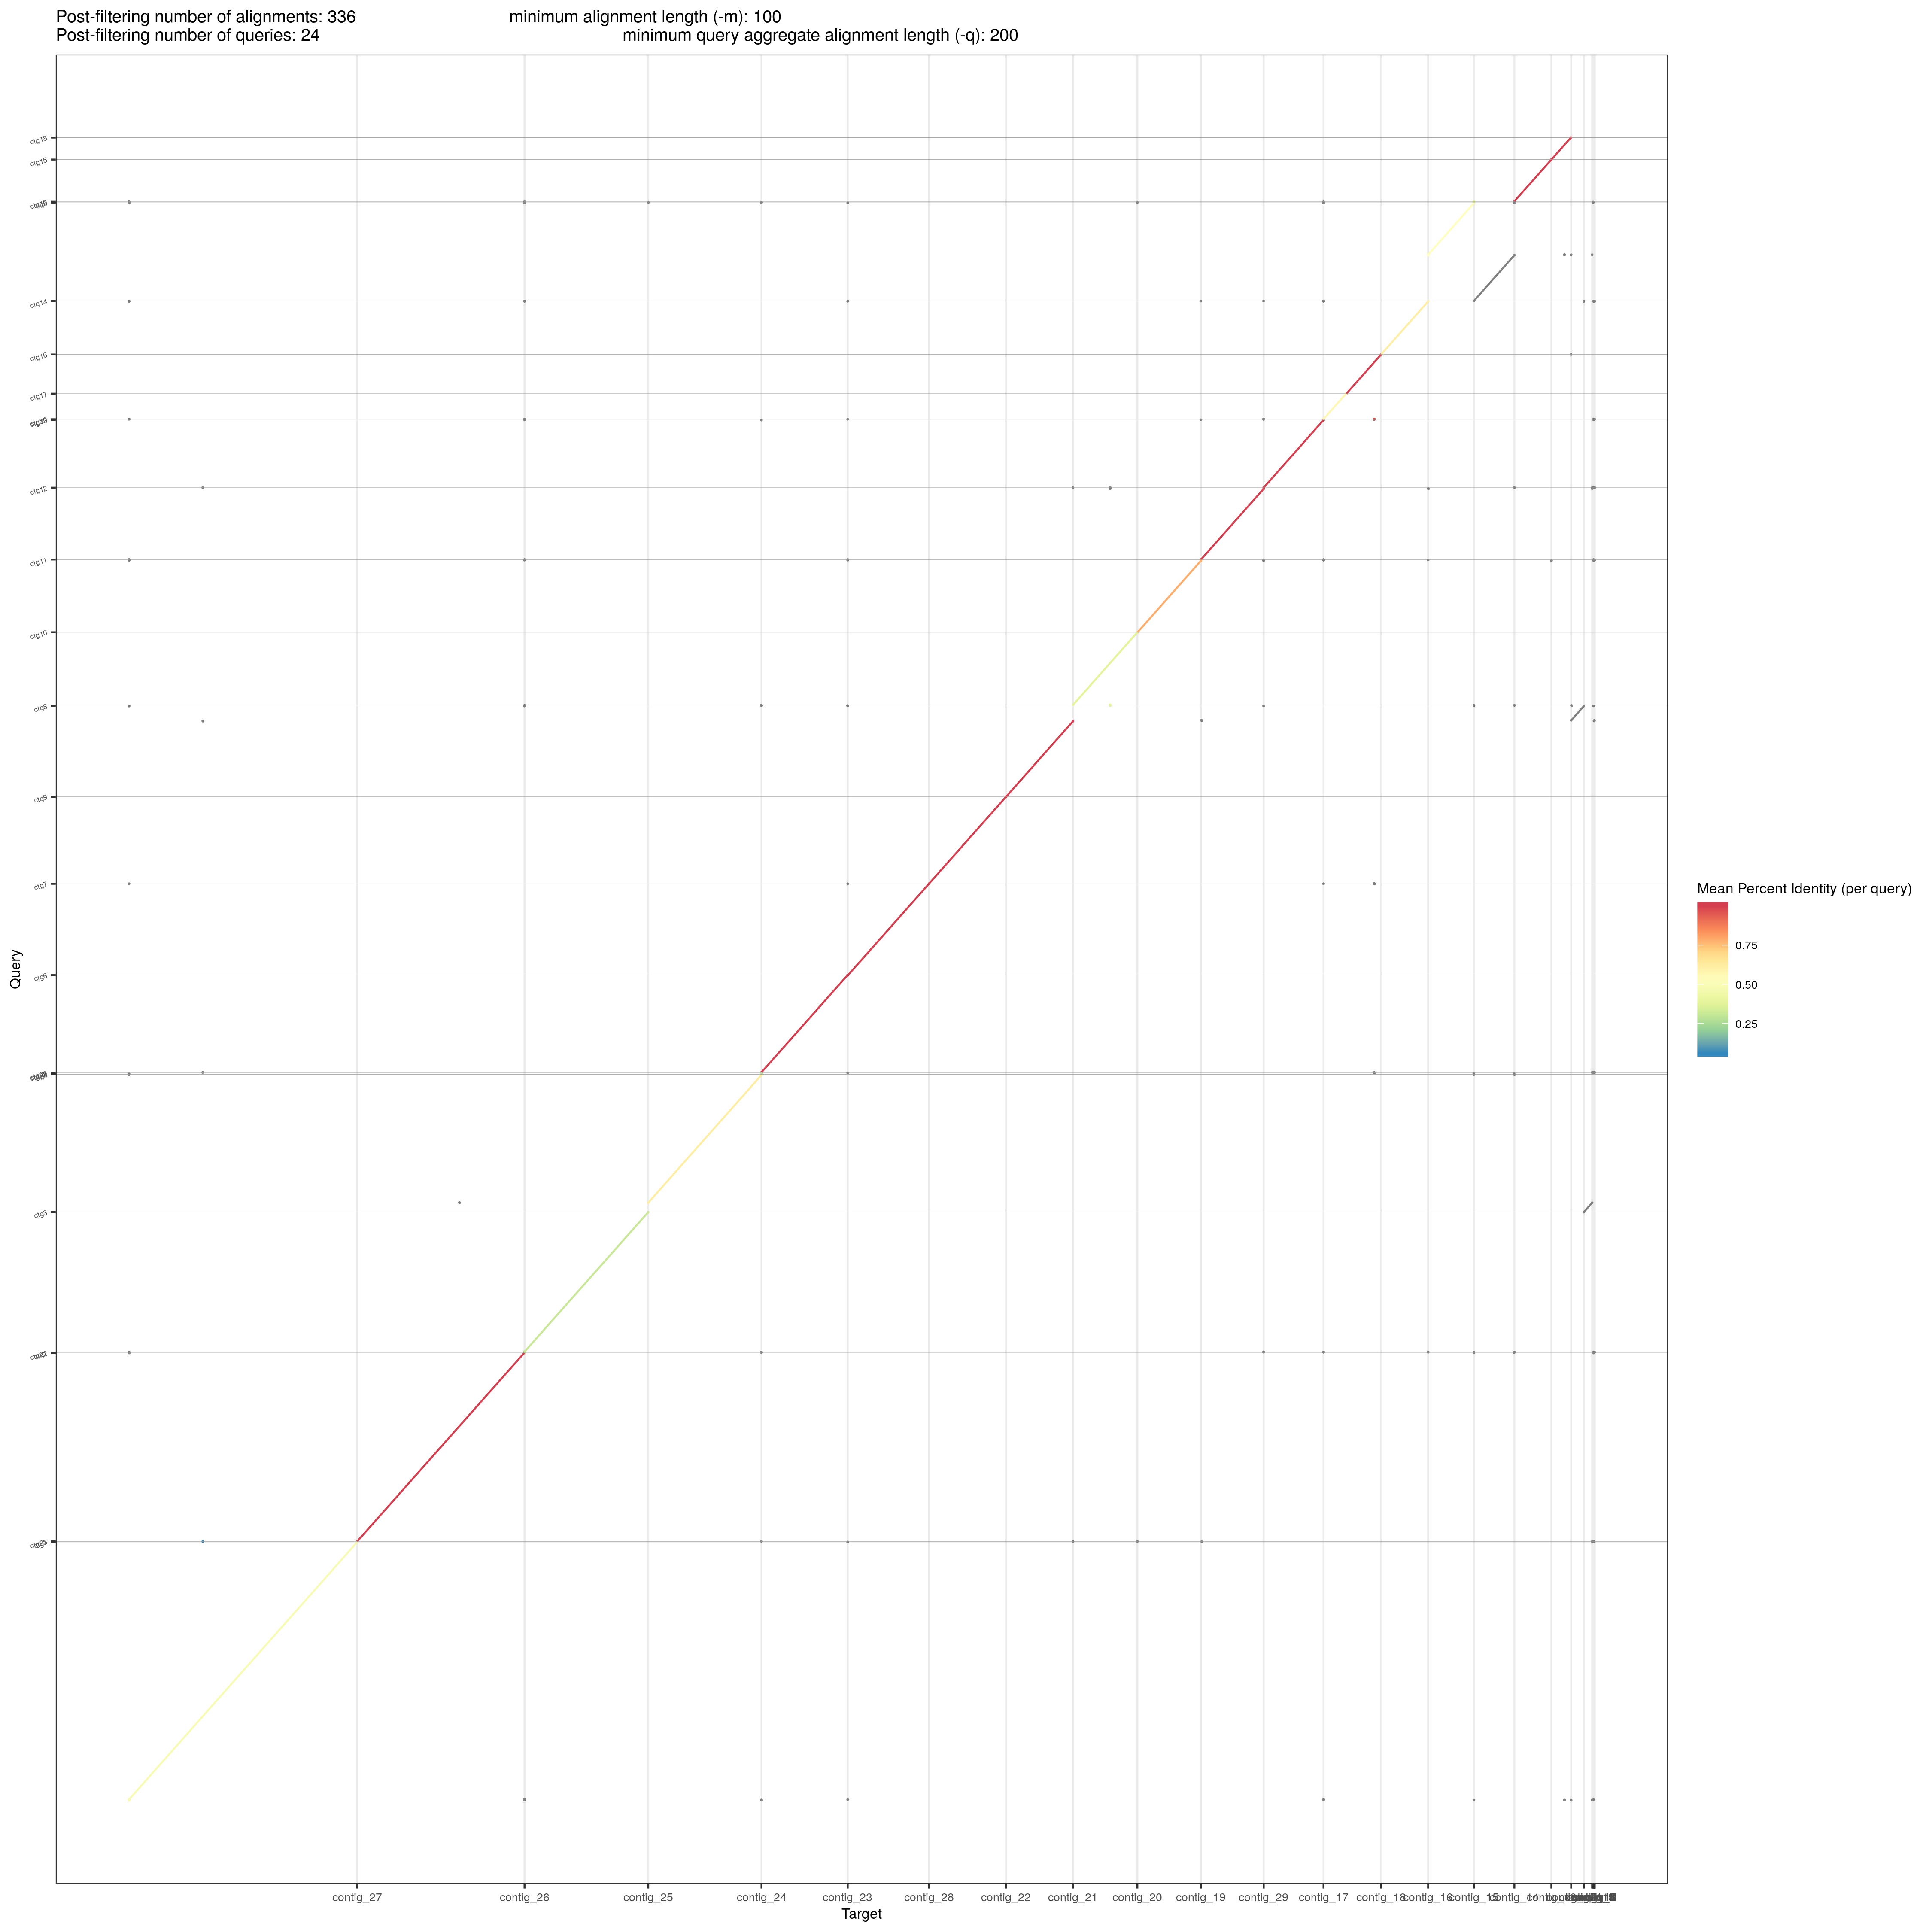 Post-filtering number of alignments: 336 minimum alignment length (-m): 100
Post-filtering number of queries: 24 minimum query aggregate alignment length (-q): 200
ctg18
ctg15
ctg14
ctg16
ctg17
ctg12
ctg11
ctg10
ctg8
ctg9
ctg7
ctg6
ctg3
Query
Mean Percent Identity (per query)
0.75
0.50
0.25
contig_27 contig_26 contig_25 contig_24 contig_23 contig_28 contig_22 contig_21 contig_20 contig_19 contig_29 contig_17 contig_18 contig_16 contig_15 contig_14
Target